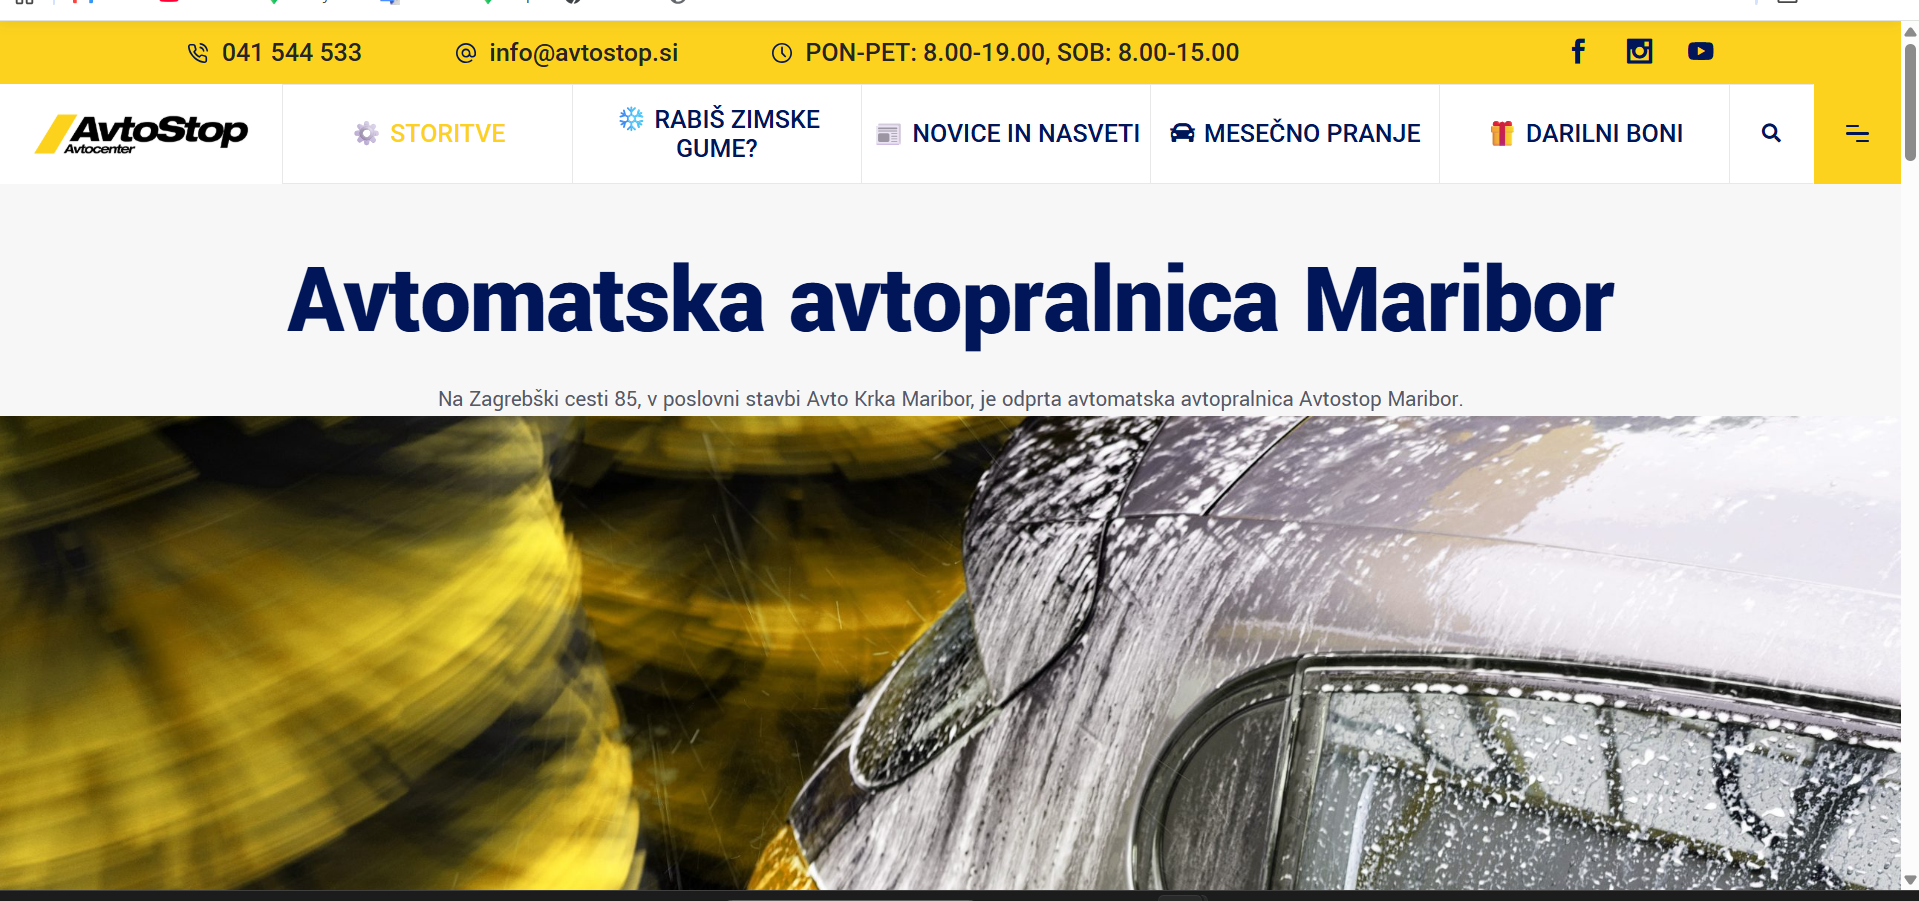 041 544 533
info@avtostop.si
PON-PET: 8.00-19.00, SOB: 8.00-15.00
AvtoStop
Avtocenter
STORITVE
RABIŠ ZIMSKE
GUME?
NOVICE IN NASVETI
MESEČNO PRANJE
DARILNI BONI
Avtomatska avtopralnica Maribor
Na Zagrebški cesti 85, v poslovni stavbi Avto Krka Maribor, je odprta avtomatska avtopralnica Avtostop Maribor.